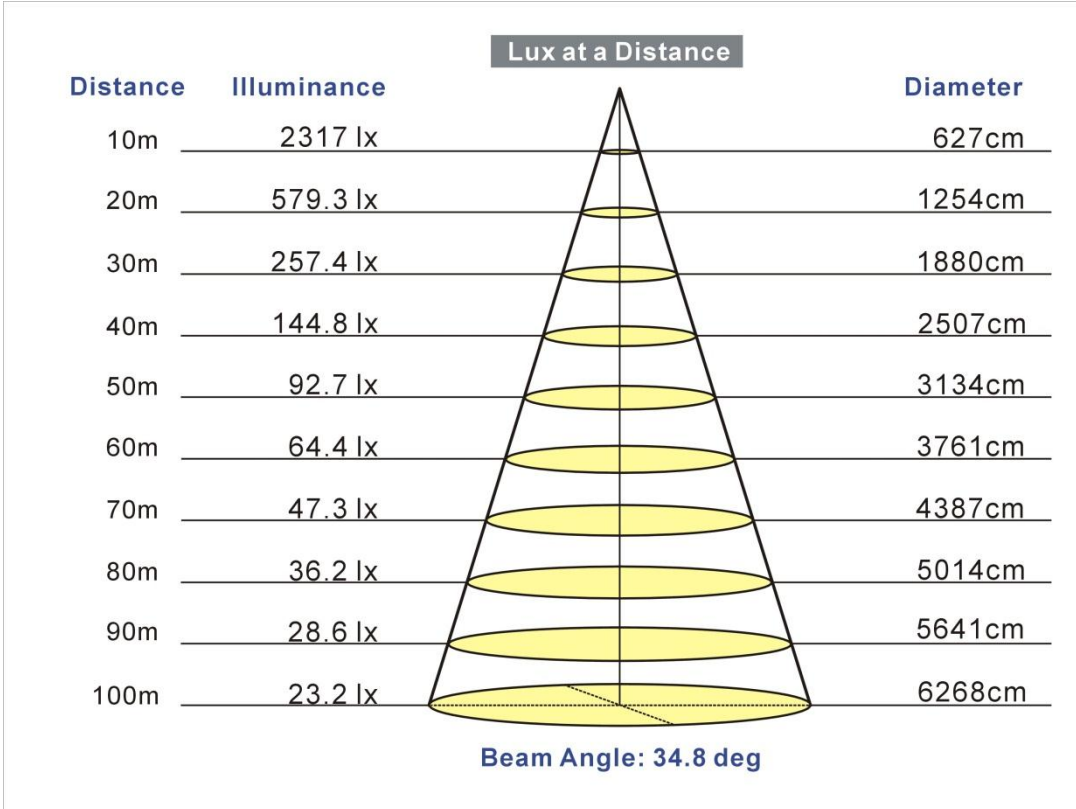 Lux at a Distance
Distance Illuminance Diameter
10m 2317 lx 627cm
20m 579.3 lx 1254cm
30m 257.4 lx 1880cm
40m 144.8 lx 2507cm
50m 92.7 lx 3134cm
60m 64.4 lx 3761cm
70m 47.3 lx 4387cm
80m 36.2 lx 5014cm
90m 28.6 lx 5641cm
100m 23.2 lx 6268cm
Beam Angle: 34.8 deg